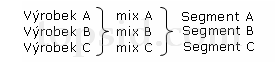 Výrobek A mix A Segment A
Výrobek B mix B Segment B
Výrobek C mix C Segment C